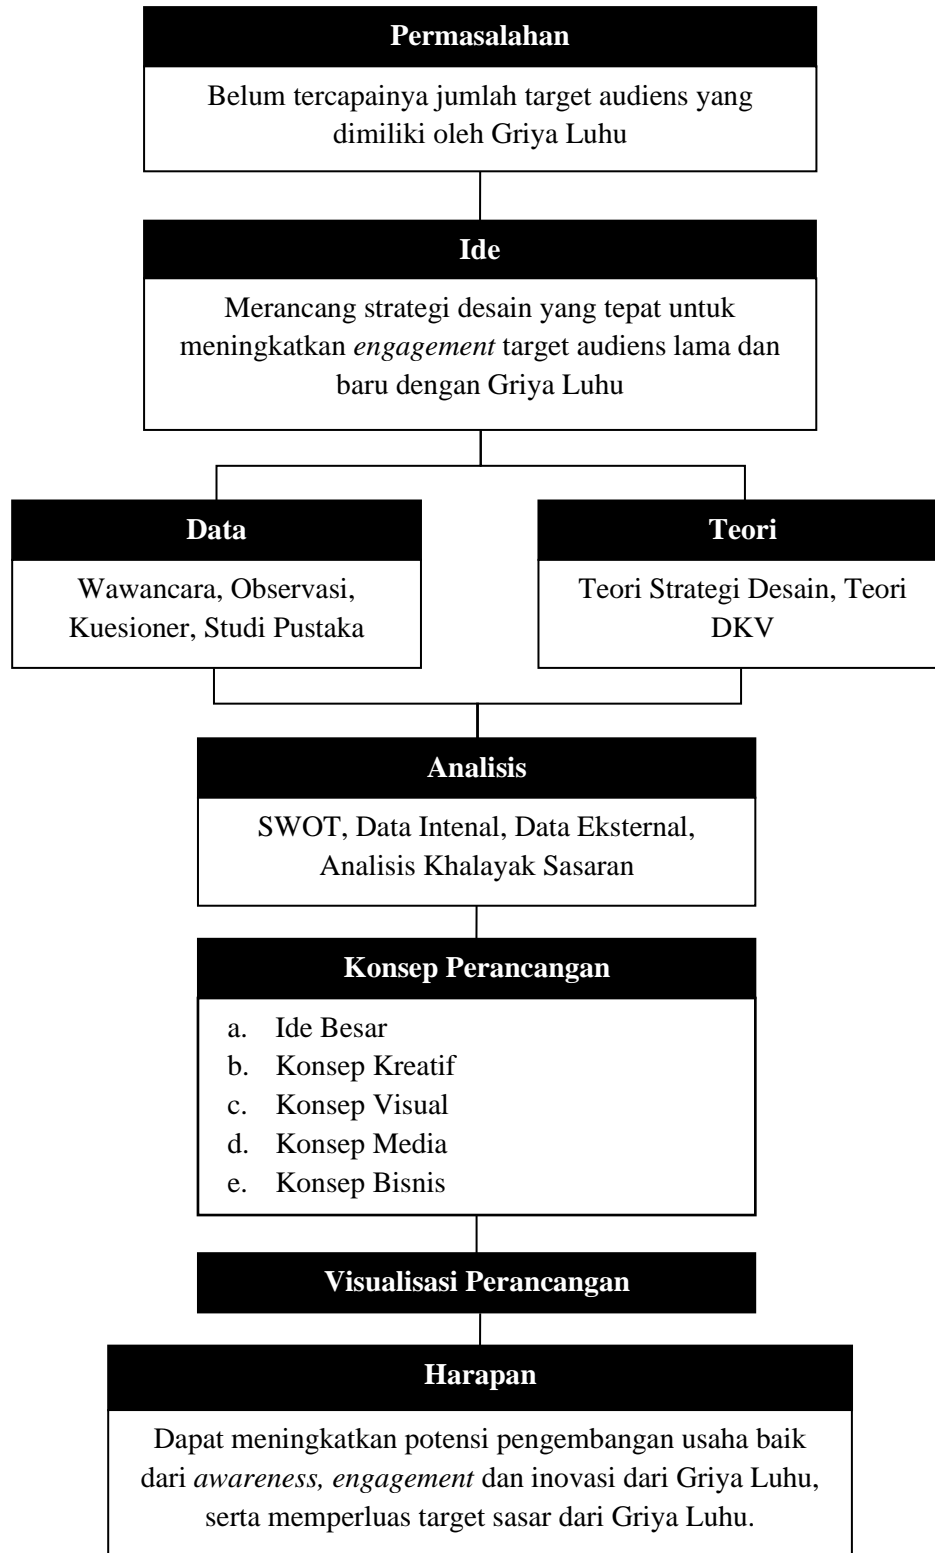 Permasalahan
Belum tercapainya jumlah target audiens yang
dimiliki oleh Griya Luhu
Ide
Merancang strategi desain yang tepat untuk
meningkatkan engagement target audiens lama dan
baru dengan Griya Luhu
Data
Wawancara, Observasi,
Kuesioner, Studi Pustaka
Teori
Teori Strategi Desain, Teori
DKV
Analisis
SWOT, Data Intenal, Data Eksternal,
Analisis Khalayak Sasaran
Konsep Perancangan
a. Ide Besar
b. Konsep Kreatif
c. Konsep Visual
d. Konsep Media
e. Konsep Bisnis
Visualisasi Perancangan
Harapan
Dapat meningkatkan potensi pengembangan usaha baik
dari awareness, engagement dan inovasi dari Griya Luhu,
serta memperluas target sasar dari Griya Luhu.